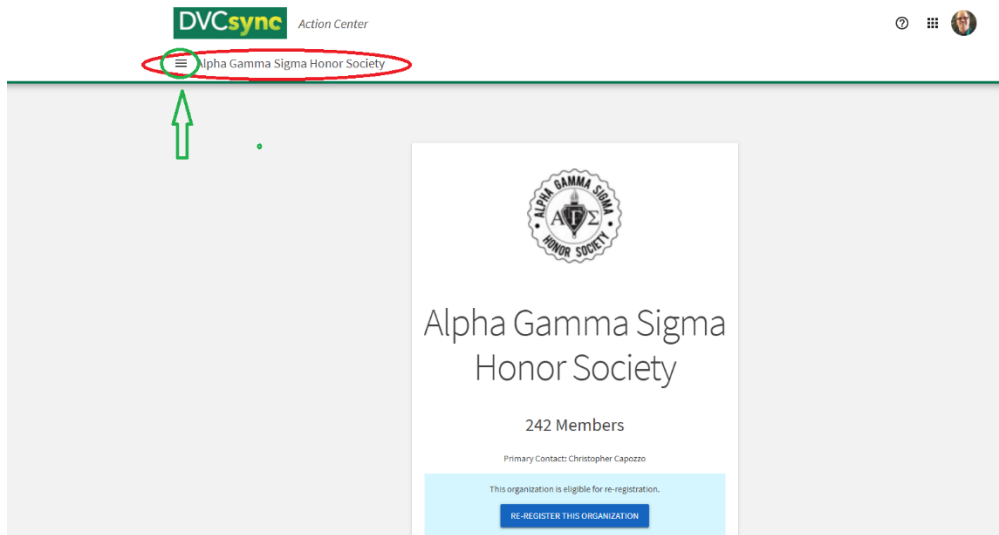 DVCsync Action Center
Alpha Gamma Sigma Honor Society
ALPHA GAMMA SIGMA
ΑΓΣ
HONOR SOCIETY
Alpha Gamma Sigma
Honor Society
242 Members
Primary Contact: Christopher Capozzo
This organization is eligible for re-registration.
RE-REGISTER THIS ORGANIZATION